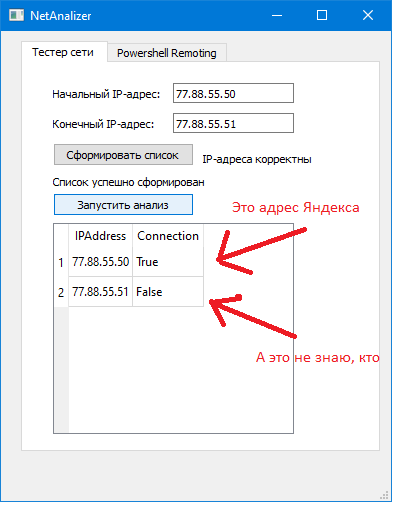 NetAnalizer
Тестер сети
Powershell Remoting
Начальный IP-адрес: 77.88.55.50
Конечный IP-адрес: 77.88.55.51
Сформировать список IP-адреса корректны
Список успешно сформирован
Запустить анализ
Это адрес Яндекса
IPAddress Connection
1 77.88.55.50 True
2 77.88.55.51 False
А это не знаю, кто